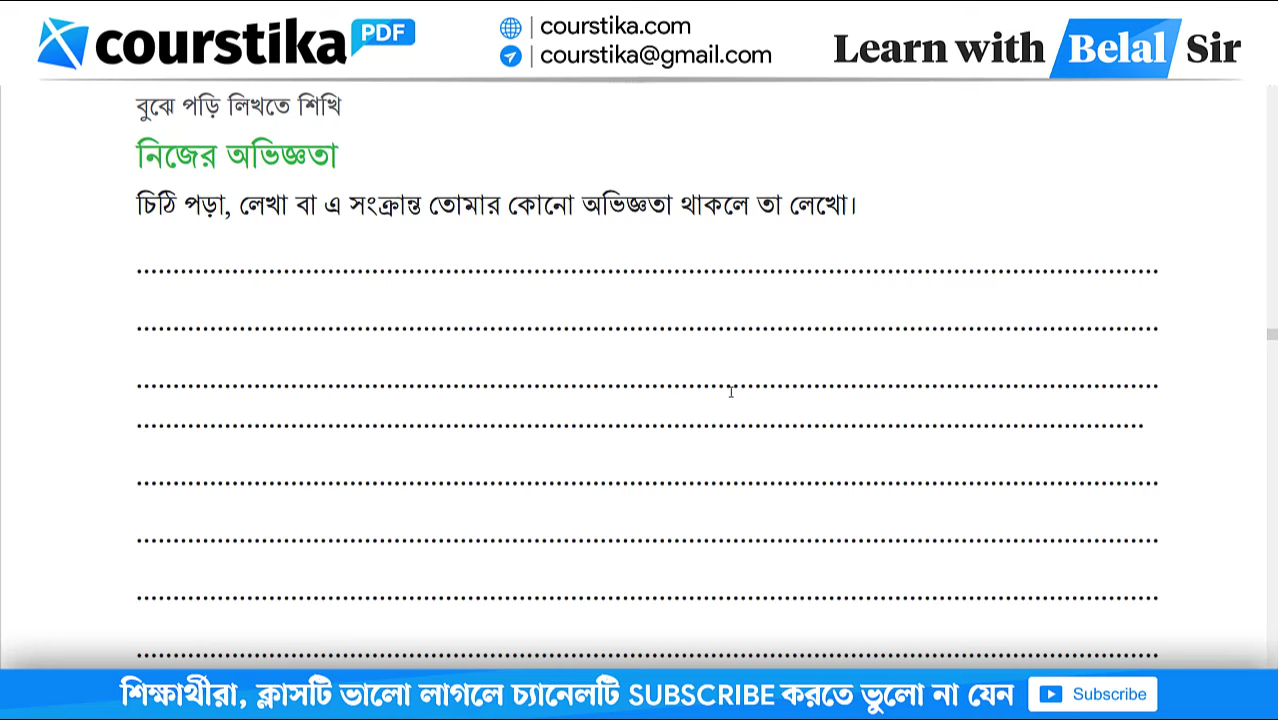 courstika PDF
courstika.com
courstika@gmail.com
Learn with Belal Sir
বুঝে পড়ি লিখতে শিখি
নিজের অভিজ্ঞতা
চিঠি পড়া, লেখা বা এ সংক্রান্ত তোমার কোনো অভিজ্ঞতা থাকলে তা লেখো।
শিক্ষার্থীরা, ক্লাসটি ভালো লাগলে চ্যানেলটি SUBSCRIBE করতে ভুলো না যেন Subscribe